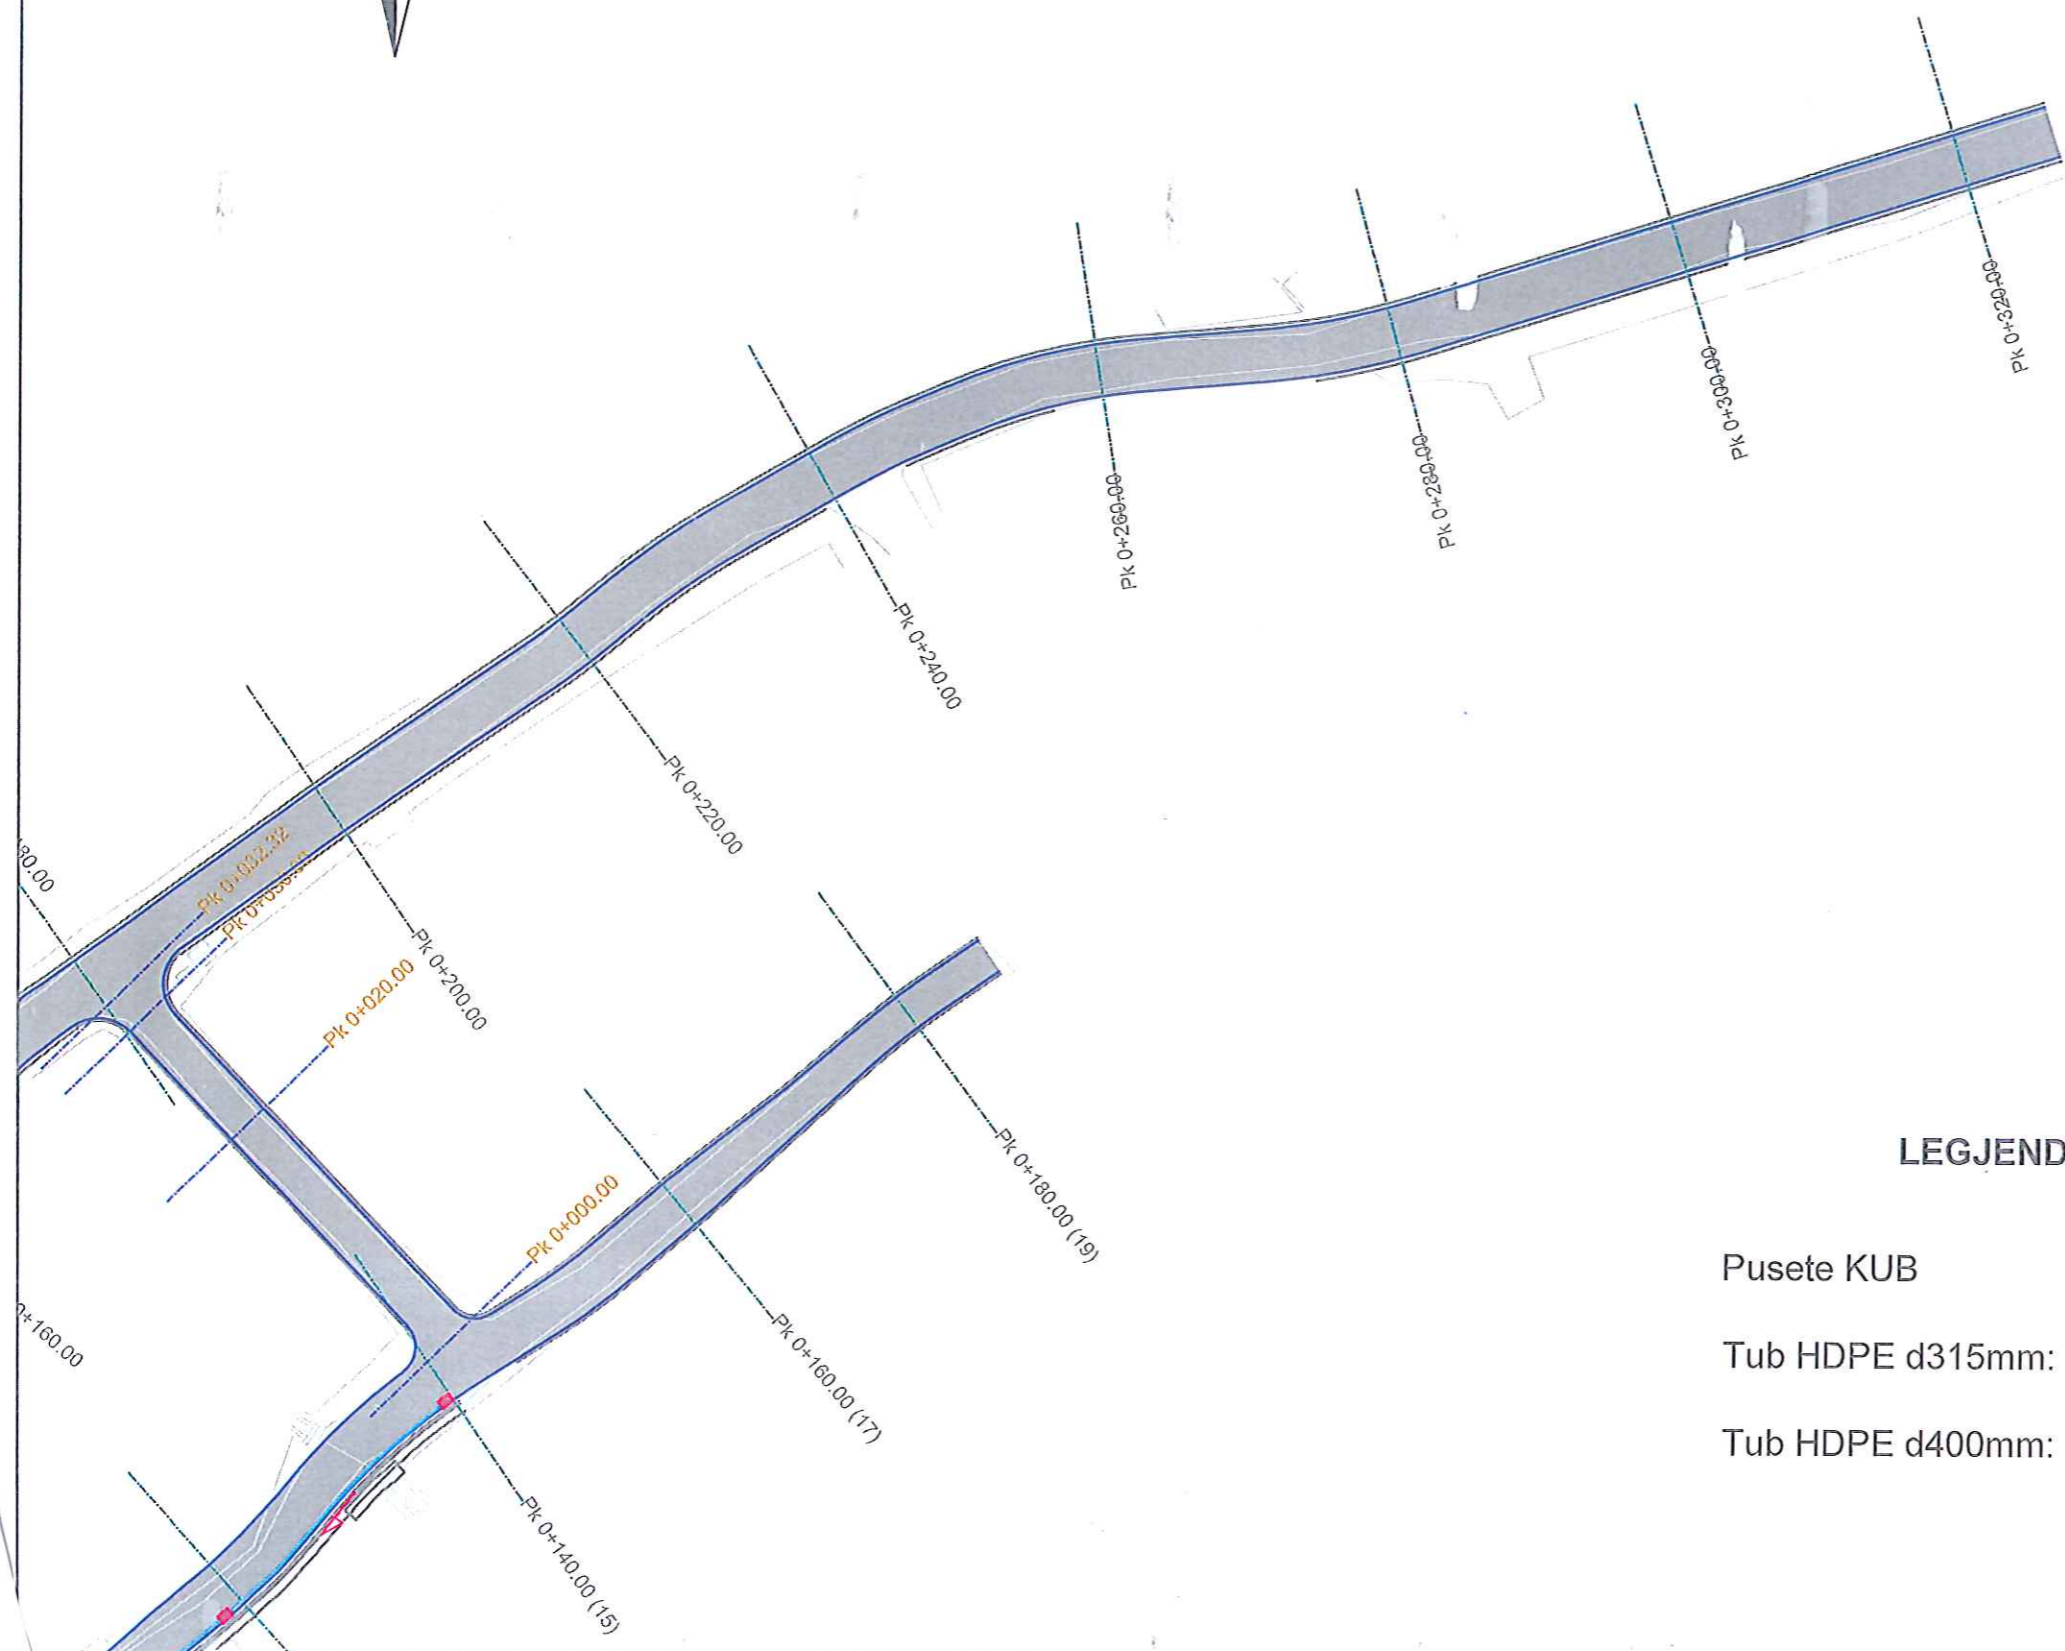 Pk 0+320.00
Pk 0+300.00
Pk 0+280.00
Pk 0+260.00
Pk 0+240.00
Pk 0+220.00
Pk 0+032.32
80.00
Pk 0+200.00
Pk 0+020.00
Pk 0+180.00 (19)
LEGJEND
Pk 0+000.00
Pusete KUB
0+160.00
Pk 0+160.00 (17)
Tub HDPE d315mm:
Tub HDPE d400mm:
Pk 0+140.00 (15)